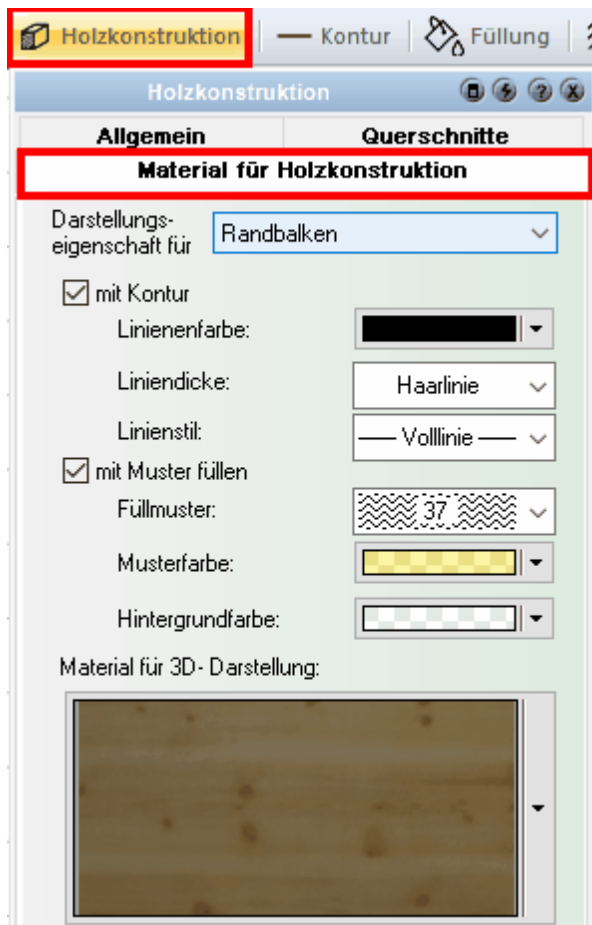 Holzkonstruktion Kontur Füllung
Holzkonstruktion
Allgemein Querschnitte
Material für Holzkonstruktion
Darstellungs-
eigenschaft für Randbalken
mit Kontur
Linienenfarbe:
Liniendicke: Haarlinie
Linienstil: Volllinie
mit Muster füllen
Füllmuster: 37
Musterfarbe:
Hintergrundfarbe:
Material für 3D- Darstellung: